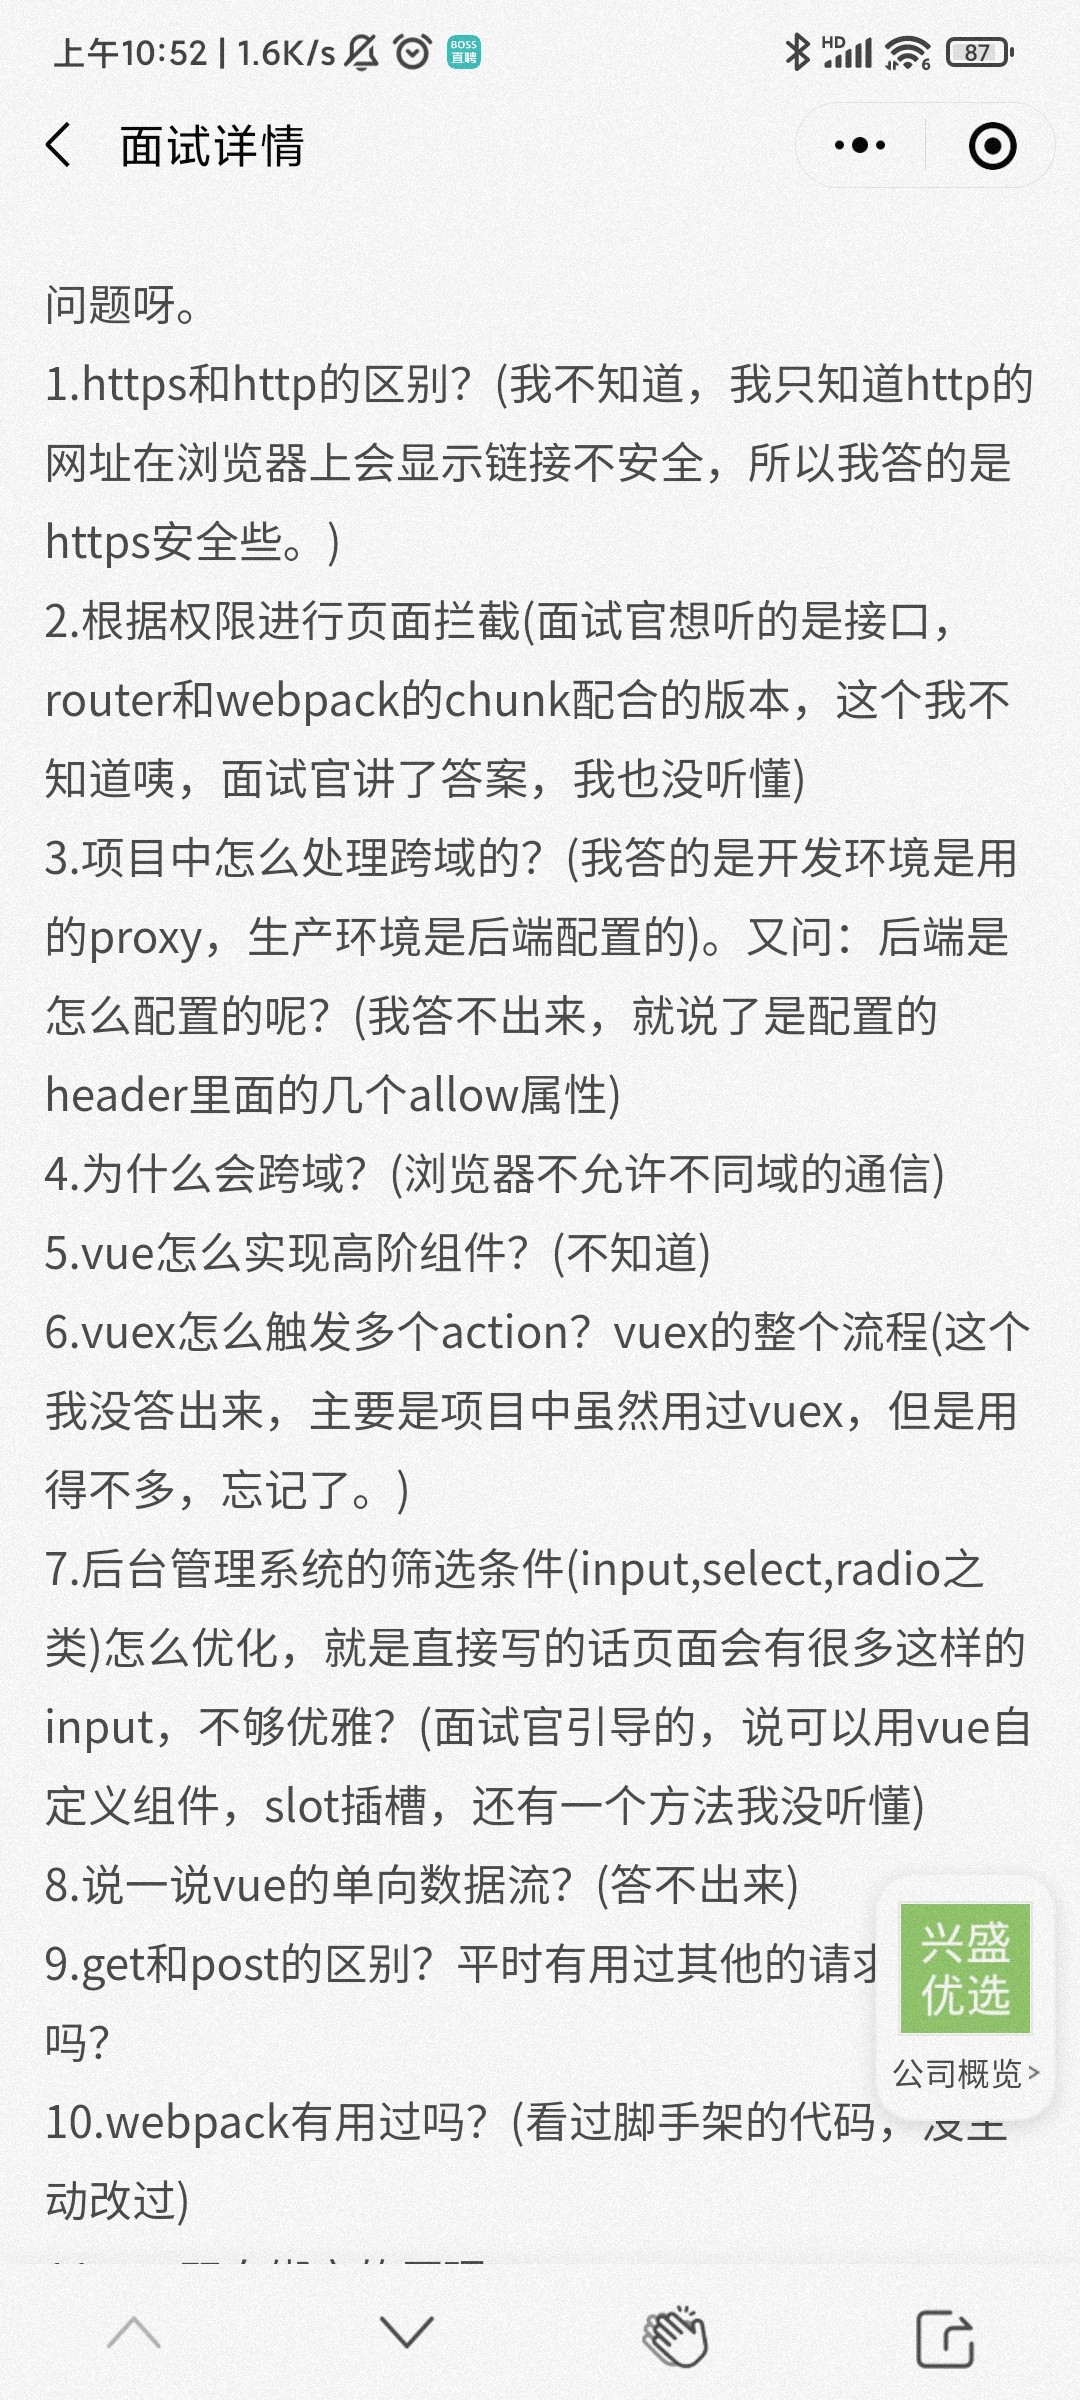 上午10:52 | 1.6K/s
BOSS
直聘
HD
6
87
面试详情
问题呀。
1.https和http的区别？(我不知道，我只知道http的
网址在浏览器上会显示链接不安全，所以我答的是
https安全些。)
2.根据权限进行页面拦截(面试官想听的是接口，
router和webpack的chunk配合的版本，这个我不
知道咦，面试官讲了答案，我也没听懂)
3.项目中怎么处理跨域的？(我答的是开发环境是用
的proxy，生产环境是后端配置的)。又问：后端是
怎么配置的呢？(我答不出来，就说了是配置的
header里面的几个allow属性)
4.为什么会跨域？(浏览器不允许不同域的通信)
5.vue怎么实现高阶组件？(不知道)
6.vuex怎么触发多个action？vuex的整个流程(这个
我没答出来，主要是项目中虽然用过vuex，但是用
得不多，忘记了。)
7.后台管理系统的筛选条件(input,select,radio之
类)怎么优化，就是直接写的话页面会有很多这样的
input，不够优雅？(面试官引导的，说可以用vue自
定义组件，slot插槽，还有一个方法我没听懂)
8.说一说vue的单向数据流？(答不出来)
9.get和post的区别？平时有用过其他的请求
吗？
10.webpack有用过吗？(看过脚手架的代码，没主
动改过)
兴盛
优选
公司概览>